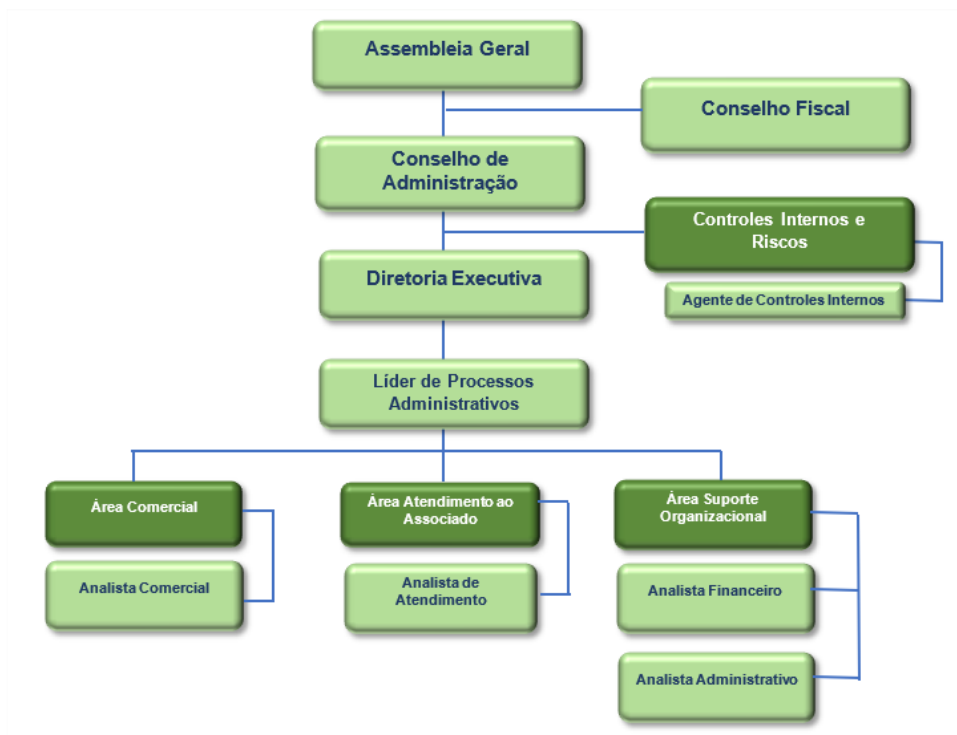 Assembleia Geral
Conselho Fiscal
Conselho de
Administração
Controles Internos e
Riscos
Diretoria Executiva
Agente de Controles Internos
Líder de Processos
Administrativos
Área Comercial
Área Atendimento ao
Associado
Área Suporte
Organizacional
Analista Comercial
Analista de
Atendimento
Analista Financeiro
Analista Administrativo